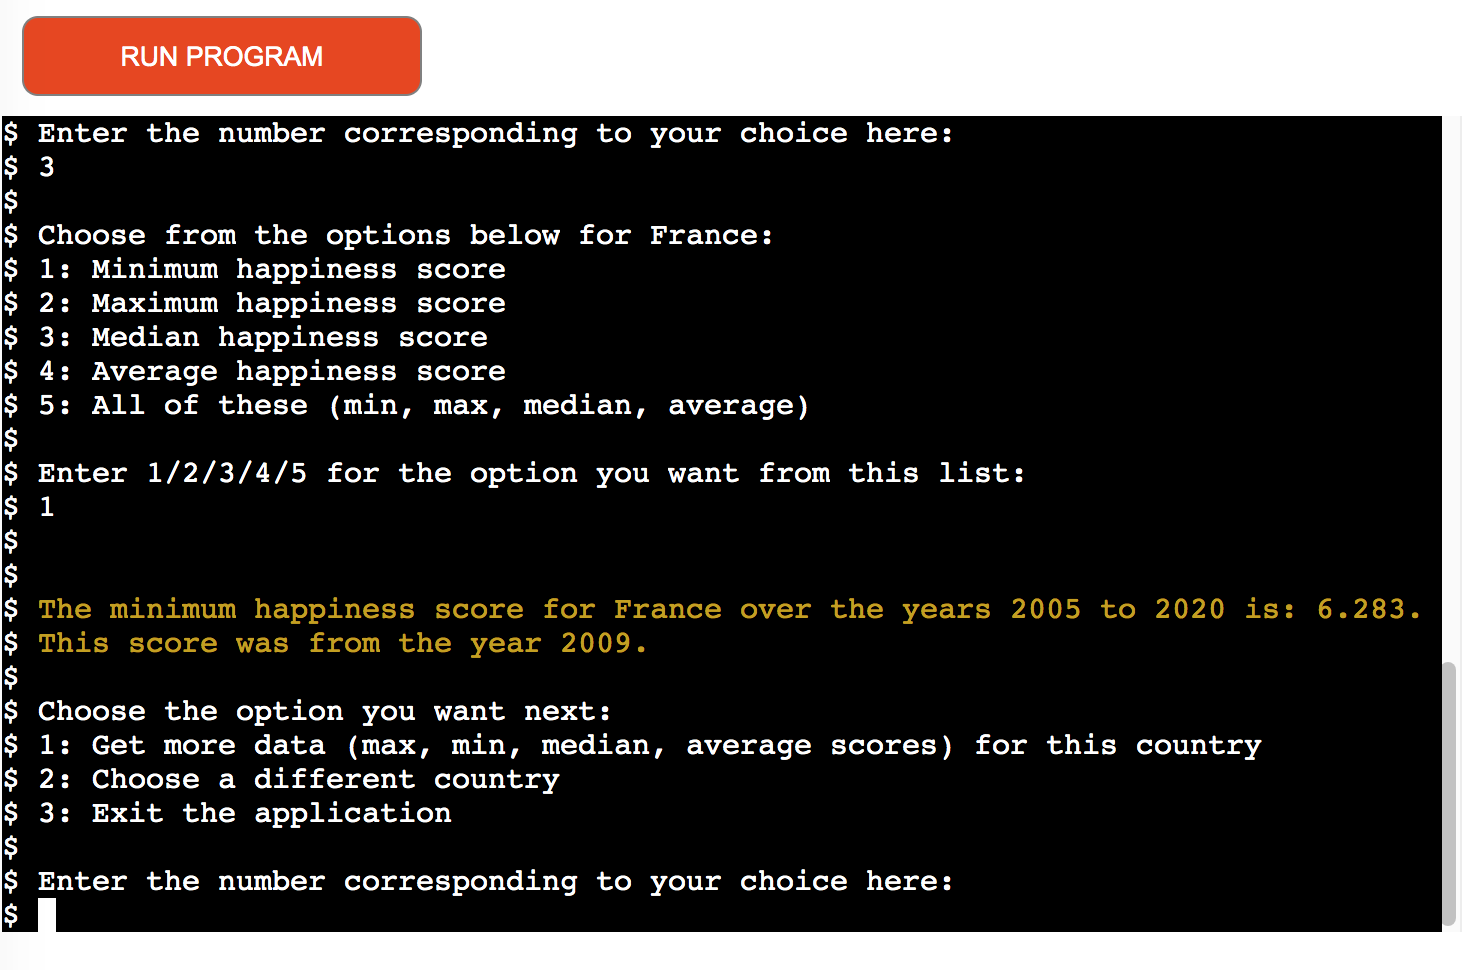 RUN PROGRAM
$ Enter the number corresponding to your choice here:
$ 3
$
$ Choose from the options below for France:
$ 1: Minimum happiness score
$ 2: Maximum happiness score
$ 3: Median happiness score
$ 4: Average happiness score
$ 5: All of these (min, max, median, average)
$
$ Enter 1/2/3/4/5 for the option you want from this list:
$ 1
$
$
$ The minimum happiness score for France over the years 2005 to 2020 is: 6.283.
$ This score was from the year 2009.
$
$ Choose the option you want next:
$ 1: Get more data (max, min, median, average scores) for this country
$ 2: Choose a different country
$ 3: Exit the application
$
$ Enter the number corresponding to your choice here:
$